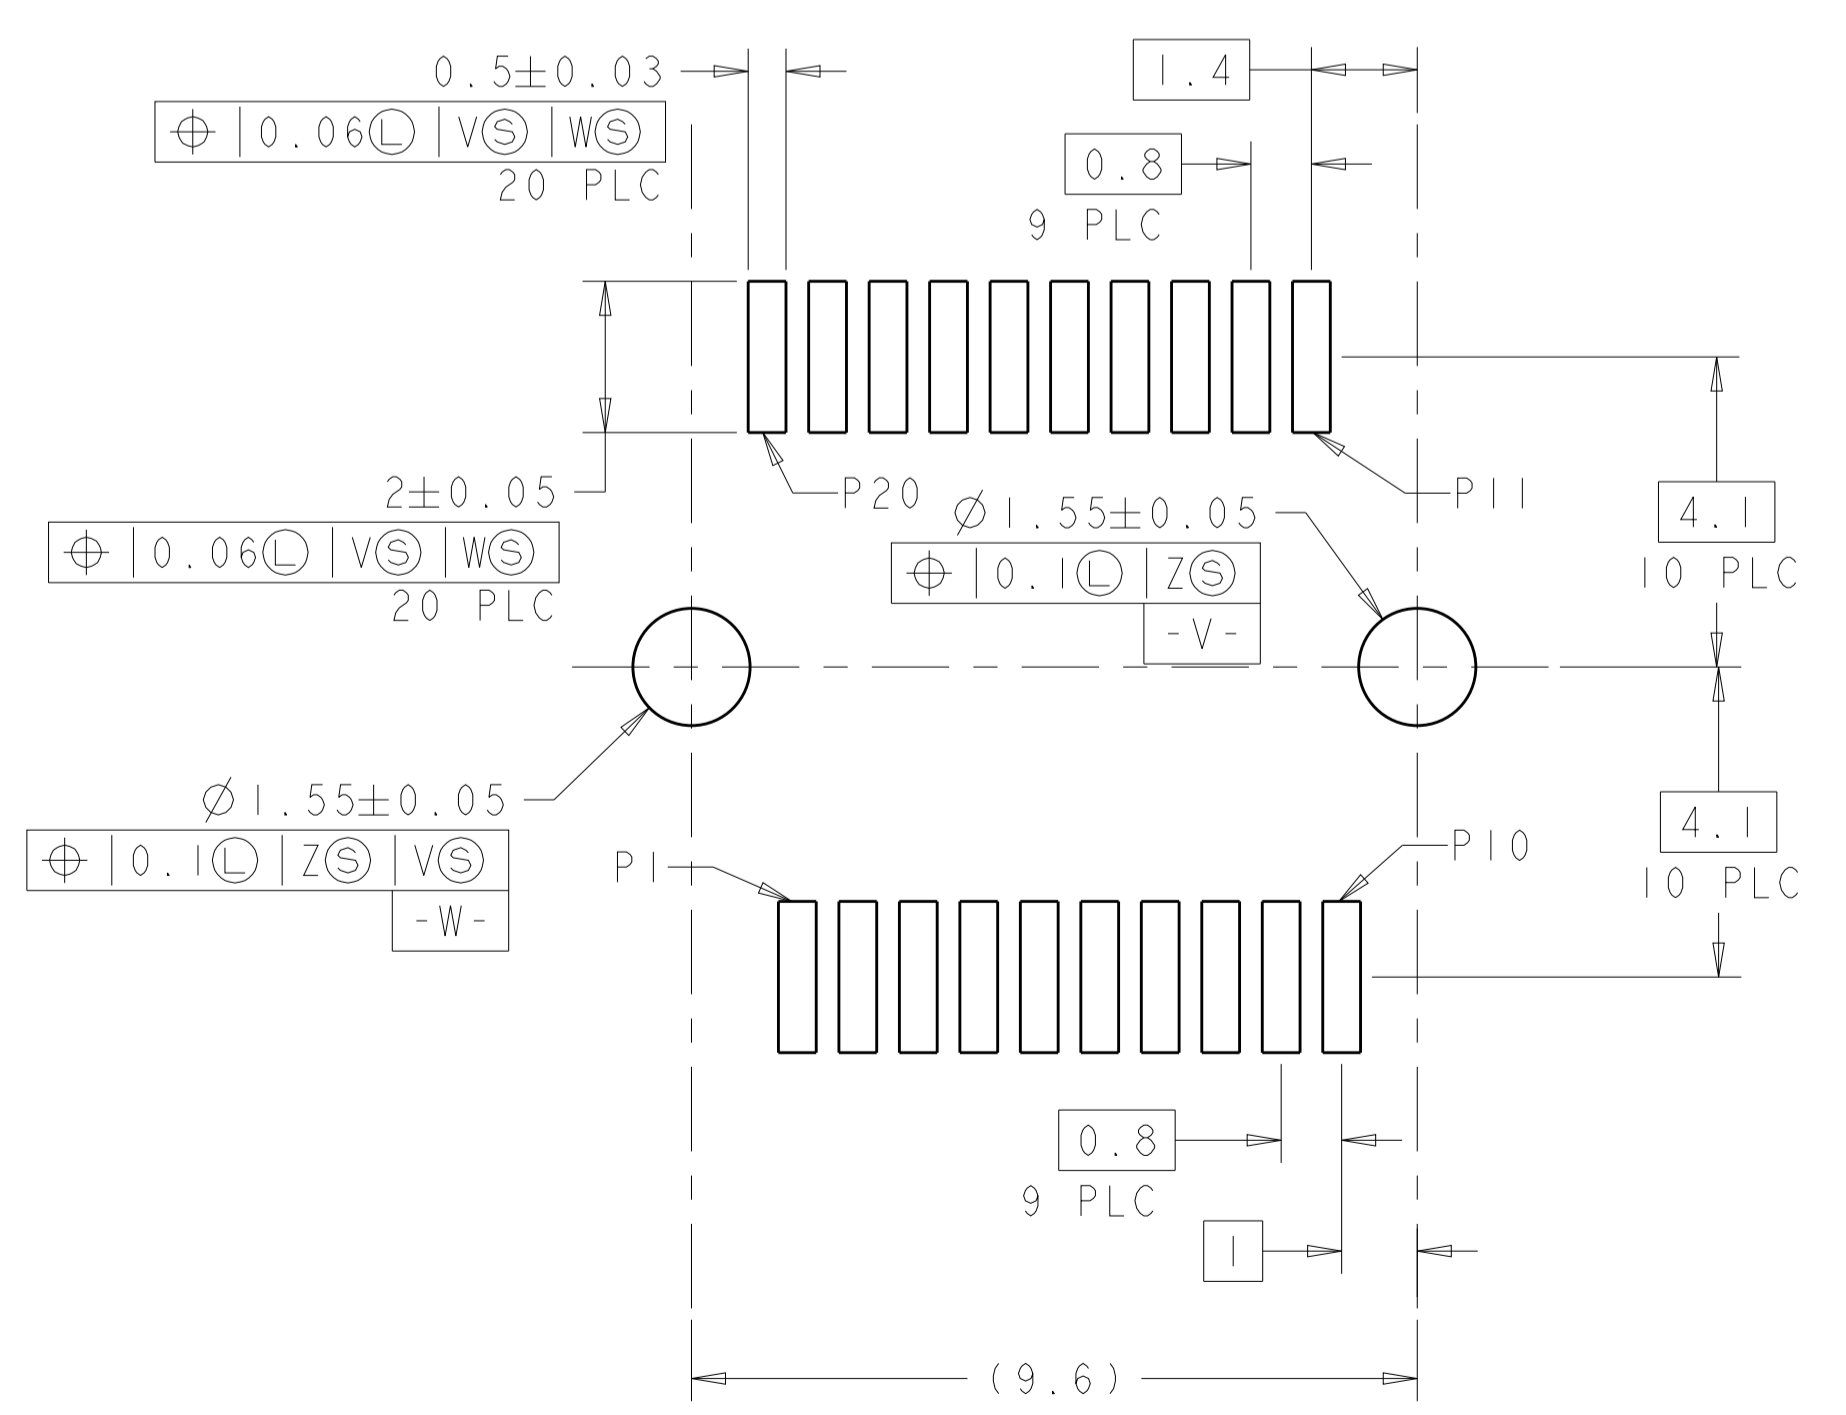 0.5±0.03
⌖ 0.06Ⓛ VⓈ WⓈ
20 PLC
1.4
0.8
9 PLC
2±0.05
⌖ 0.06Ⓛ VⓈ WⓈ
20 PLC
P20
P11
Ø1.55±0.05
⌖ 0.1Ⓛ ZⓈ
-V-
4.1
10 PLC
Ø1.55±0.05
⌖ 0.1Ⓛ ZⓈ VⓈ
-W-
P1
P10
4.1
10 PLC
0.8
9 PLC
1
(9.6)